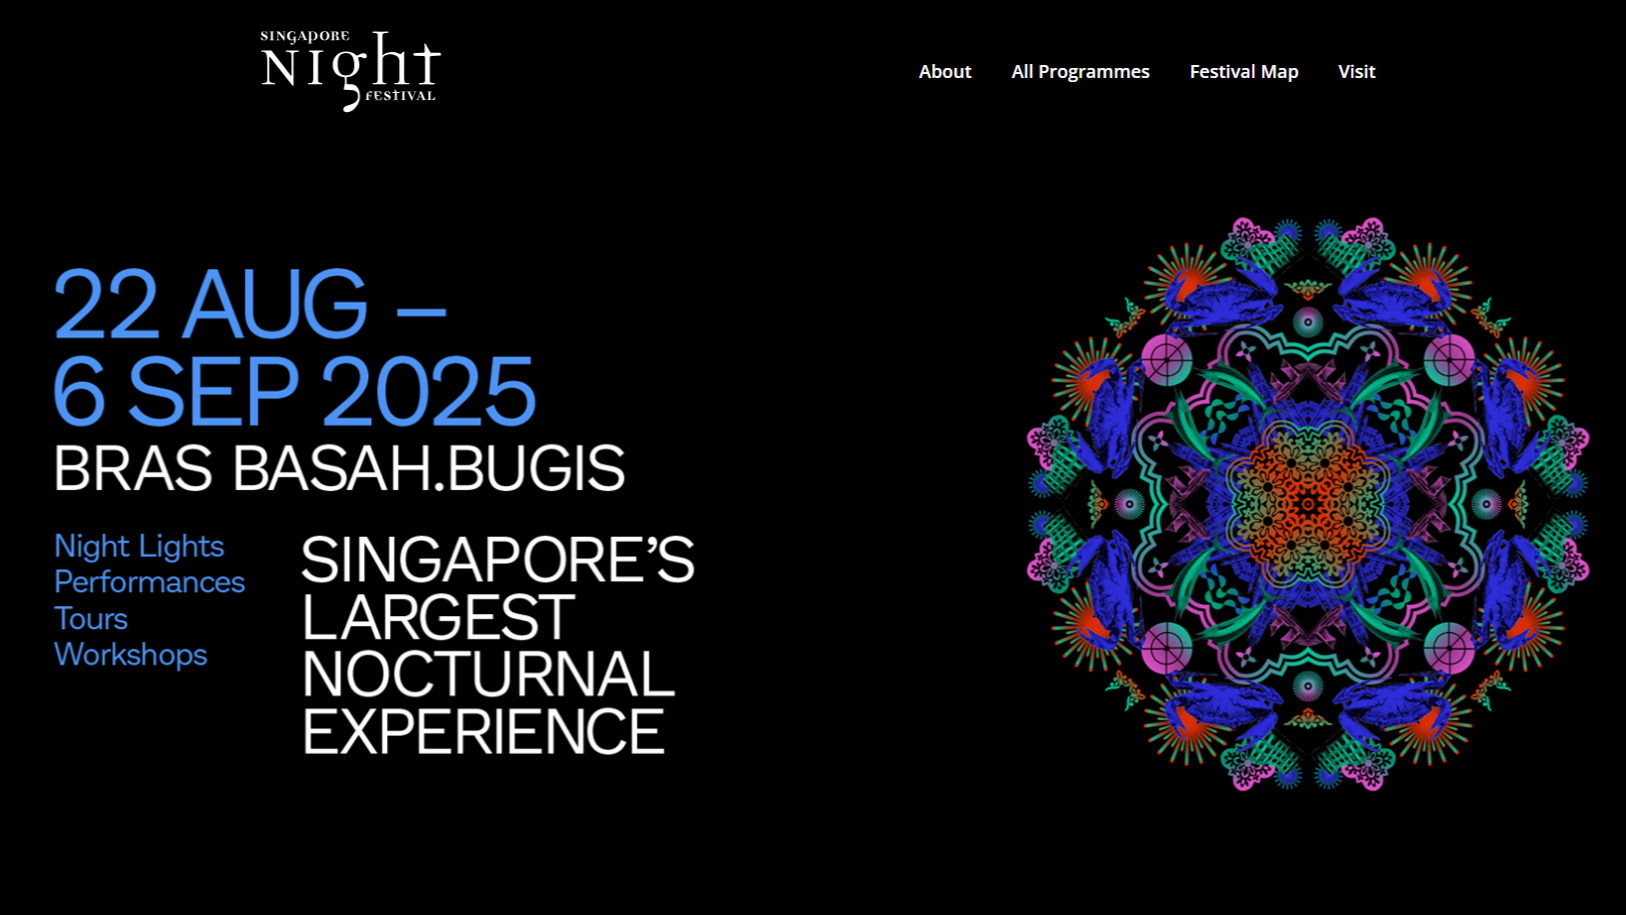 SINGAPORE
Night
FESTIVAL
About
All Programmes
Festival Map
Visit
22 AUG –
6 SEP 2025
BRAS BASAH.BUGIS
Night Lights
Performances
Tours
Workshops
SINGAPORE’S
LARGEST
NOCTURNAL
EXPERIENCE